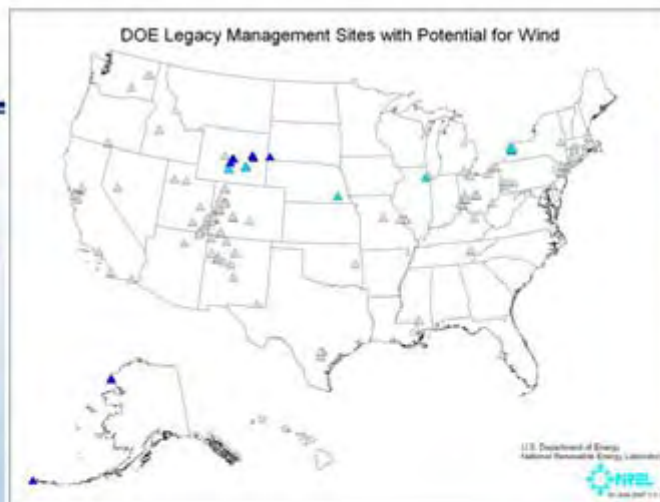 DOE Legacy Management Sites with Potential for Wind
U.S. Department of Energy
National Renewable Energy Laboratory
NREL